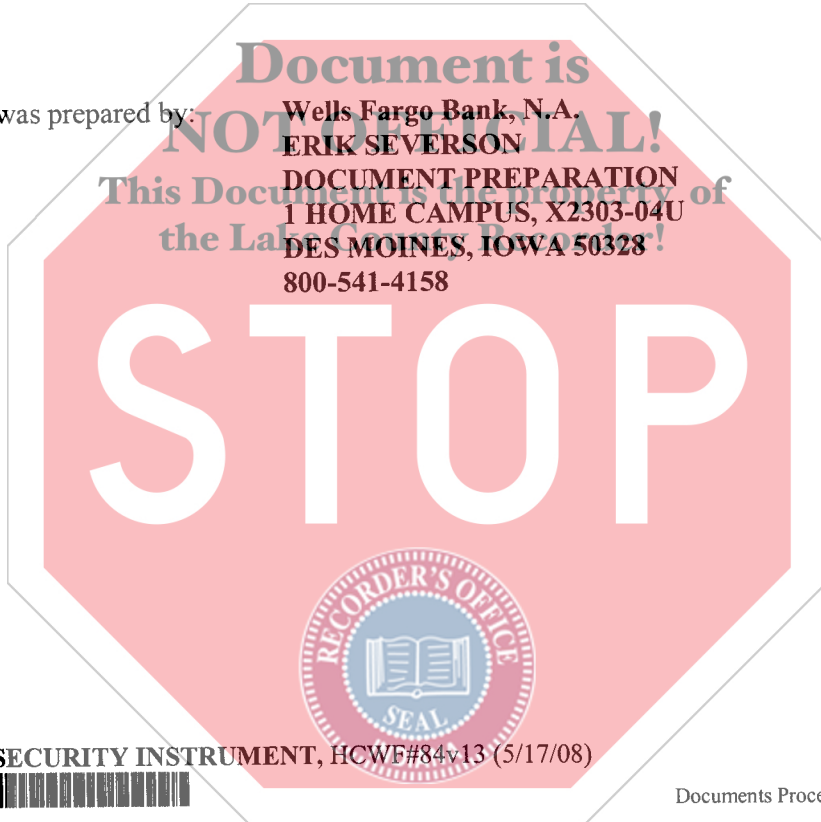 Document is
was prepared by: Wells Fargo Bank, N.A.
NOT OFFICIAL!
ERIK SEVERSON
DOCUMENT PREPARATION
This Document is the property of
1 HOME CAMPUS, X2303-04U
the Lake County Recorder!
DES MOINES, IOWA 50328
800-541-4158
STOP
RECORDER'S OFFICE
SEAL
SECURITY INSTRUMENT, HCWF#84v13 (5/17/08)
Documents Proce